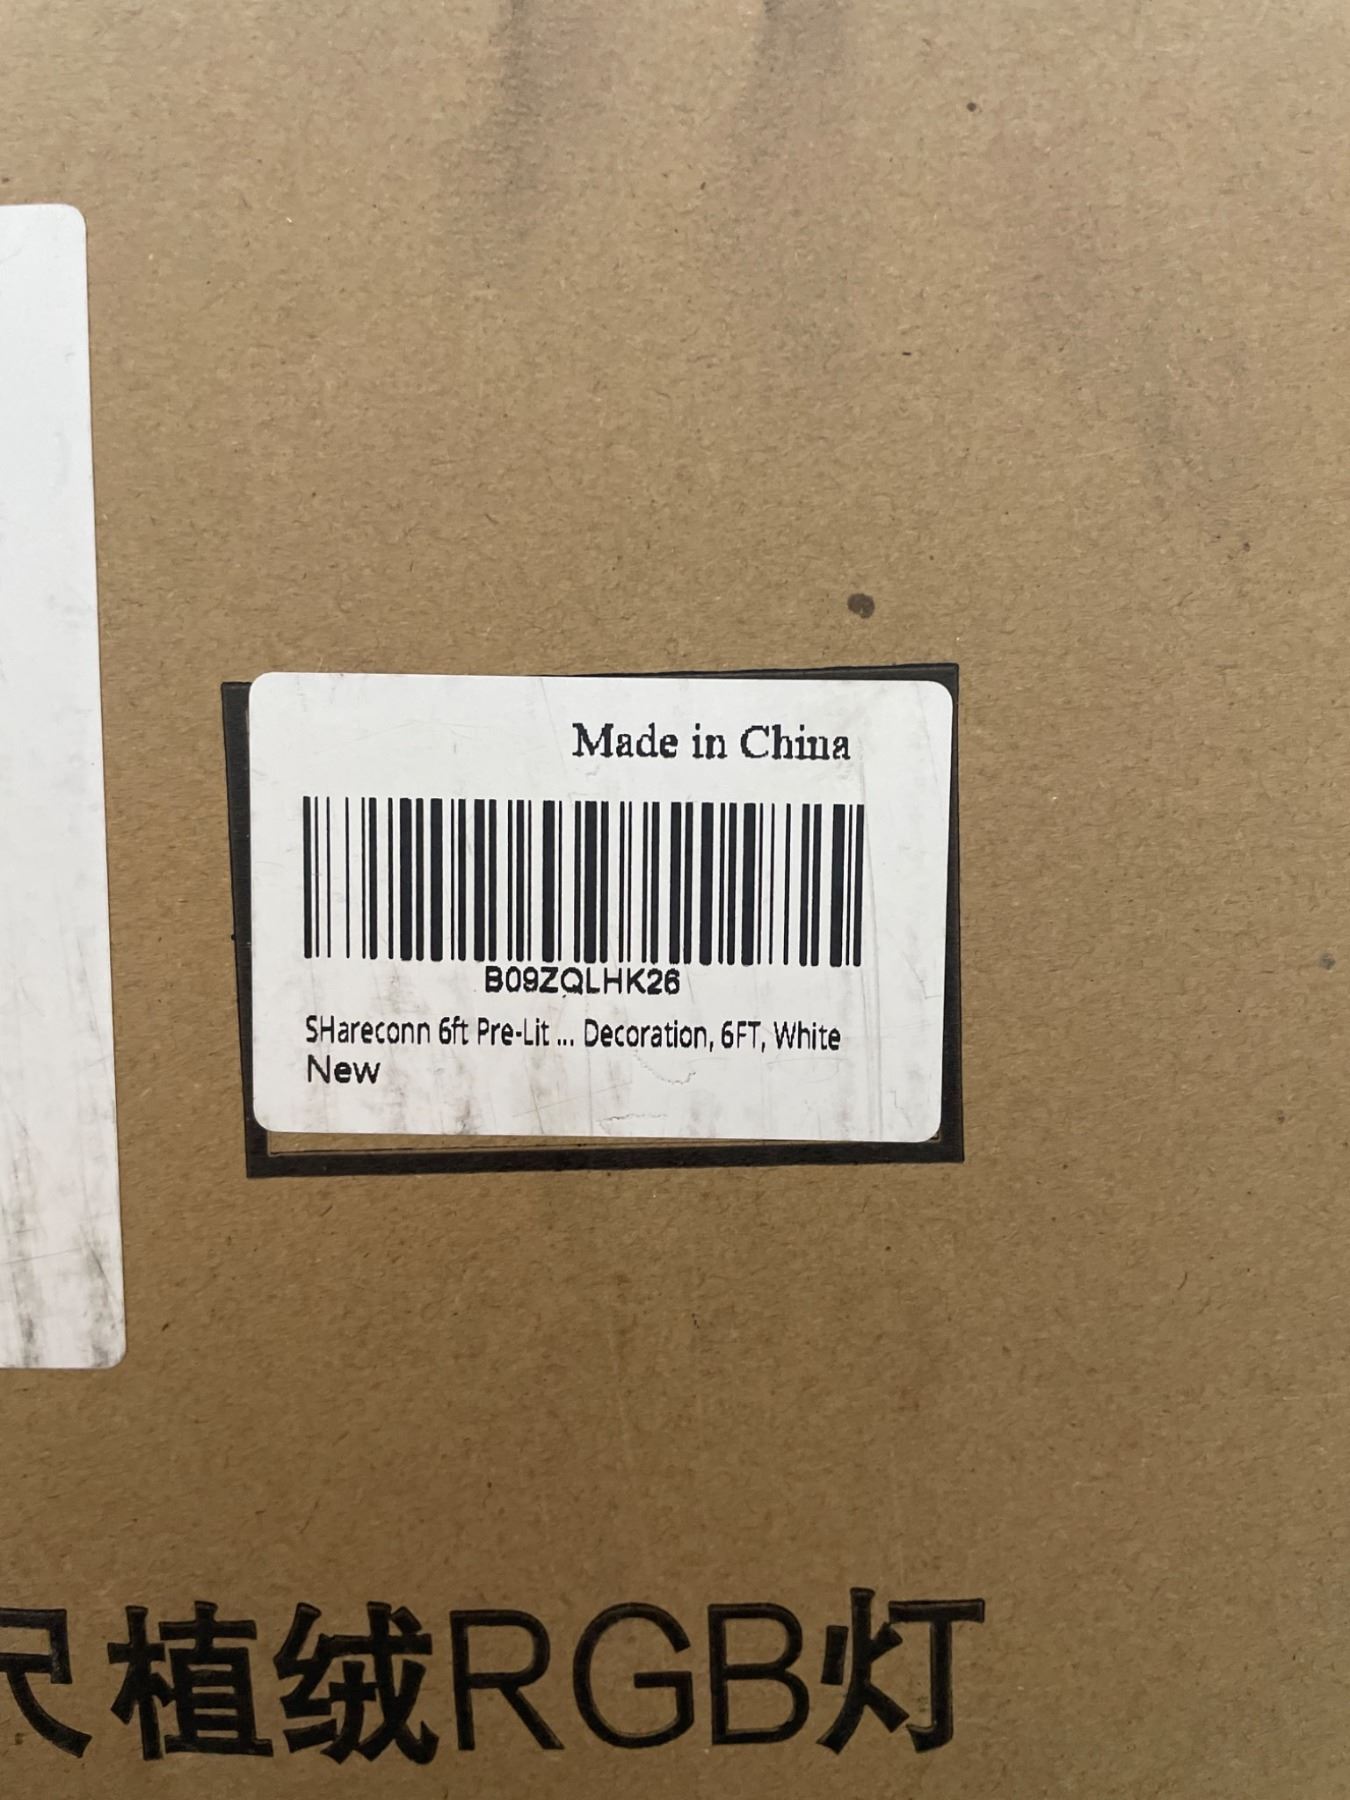 Made in China
B09ZQLHK26
SHareconn 6ft Pre-Lit ... Decoration, 6FT, White
New
尺植绒RGB灯